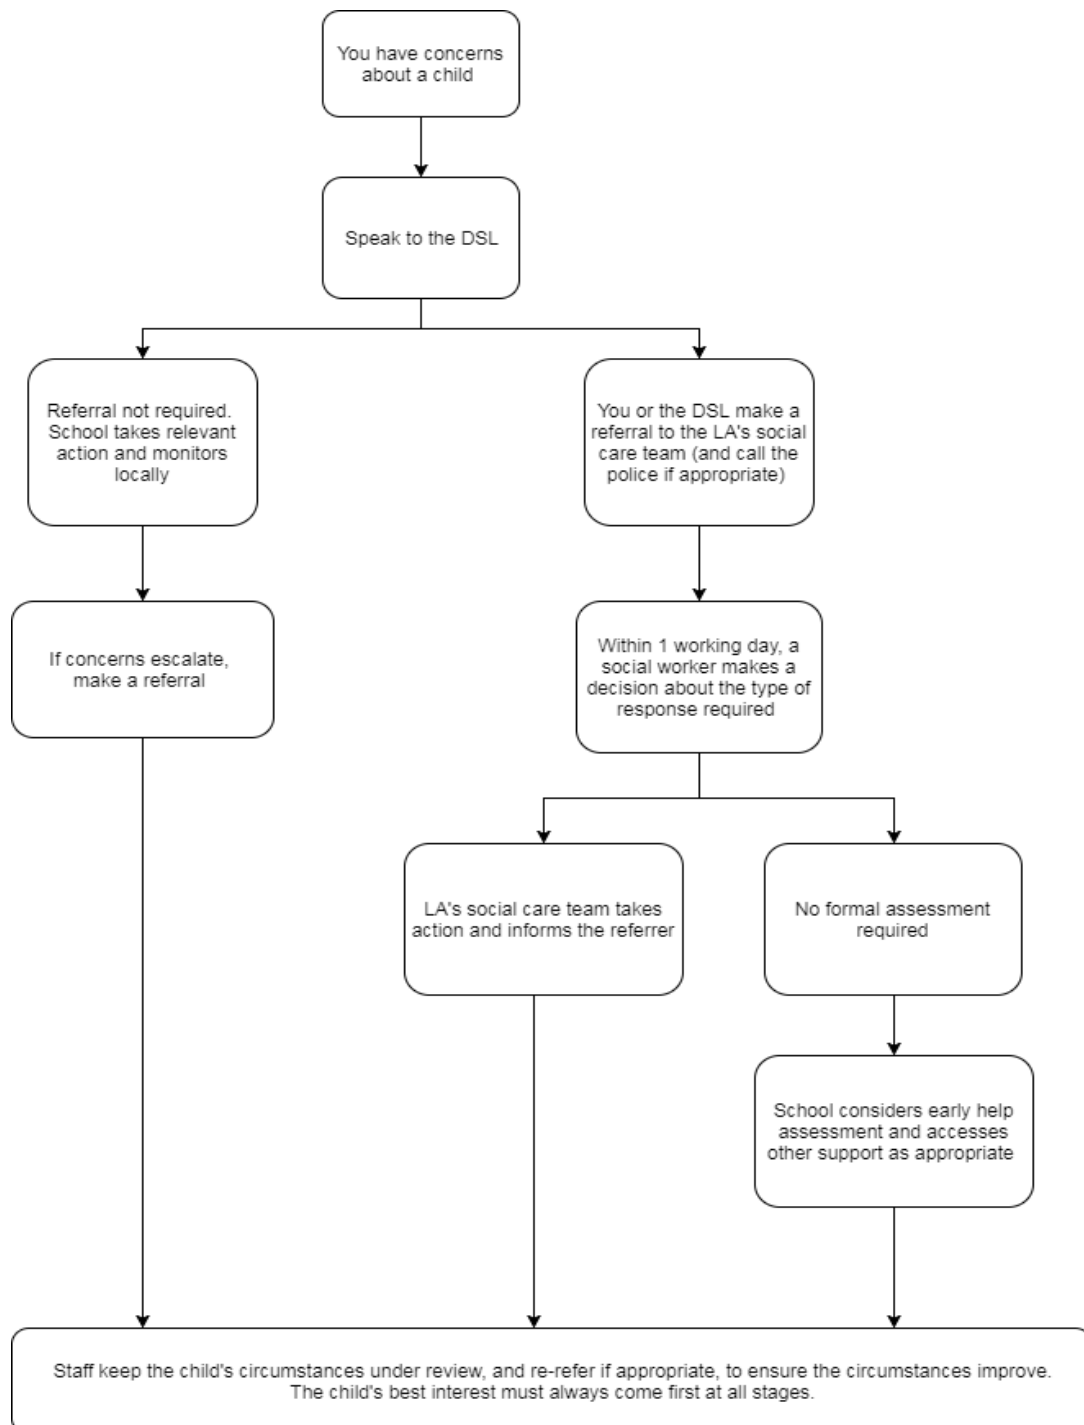 You have concerns
about a child
Speak to the DSL
Referral not required.
School takes relevant
action and monitors
locally
You or the DSL make a
referral to the LA's social
care team (and call the
police if appropriate)
If concerns escalate,
make a referral
Within 1 working day, a
social worker makes a
decision about the type of
response required
LA's social care team takes
action and informs the referrer
No formal assessment
required
School considers early help
assessment and accesses
other support as appropriate
Staff keep the child's circumstances under review, and re-refer if appropriate, to ensure the circumstances improve.
The child's best interest must always come first at all stages.